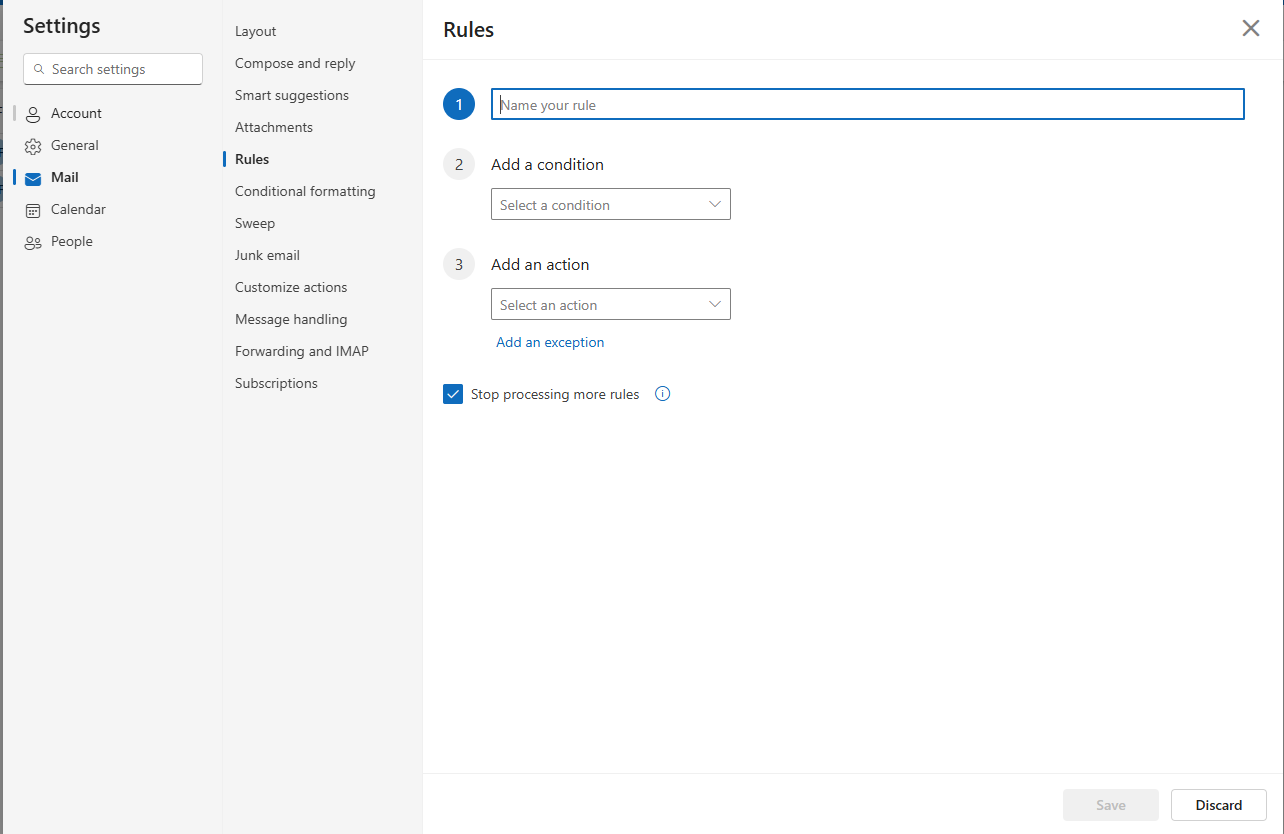 Settings
Search settings
Account
General
Mail
Calendar
People
Layout
Compose and reply
Smart suggestions
Attachments
Rules
Conditional formatting
Sweep
Junk email
Customize actions
Message handling
Forwarding and IMAP
Subscriptions
Rules
1
Name your rule
2
Add a condition
Select a condition
3
Add an action
Select an action
Add an exception
Stop processing more rules
Save
Discard